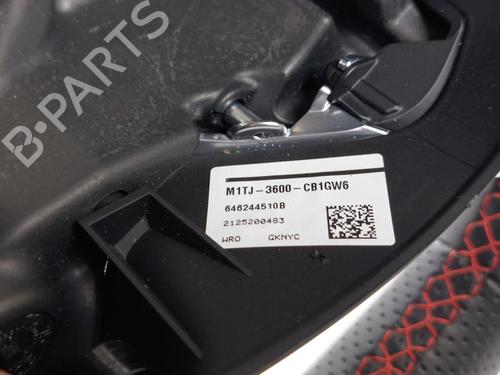 B-PARTS
M1TJ-3600-CB1GW6
646244510B
2125200483
WRO GKNYC